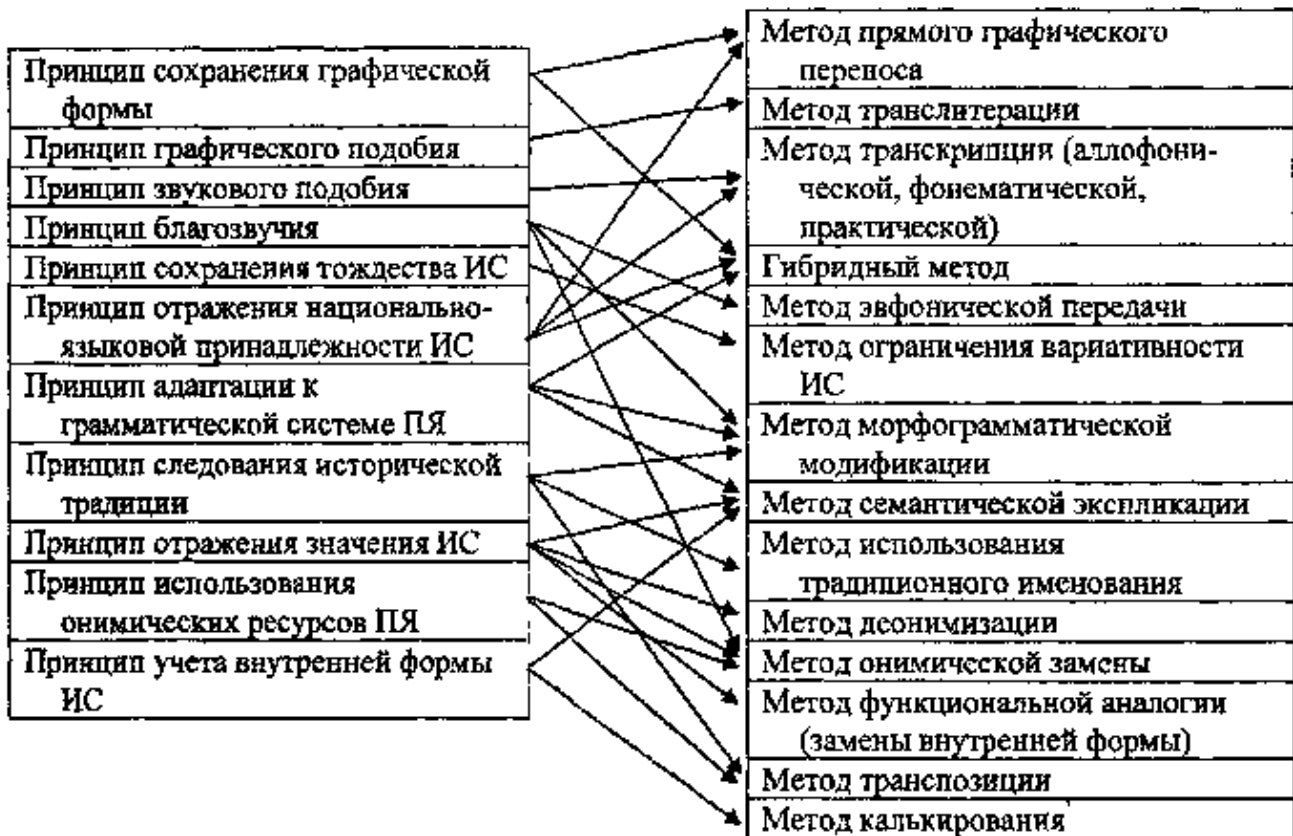 Принцип сохранения графической
формы
Принцип графического подобия
Принцип звукового подобия
Принцип благозвучия
Принцип сохранения тождества ИС
Принцип отражения национально-
языковой принадлежности ИС
Принцип адаптации к
грамматической системе ПЯ
Принцип следования исторической
традиции
Принцип отражения значения ИС
Принцип использования
онимических ресурсов ПЯ
Принцип учета внутренней формы
ИС
Метод прямого графического
переноса
Метод транслитерации
Метод транскрипции (аллофони-
ческой, фонематической,
практической)
Гибридный метод
Метод эвфонической передачи
Метод ограничения вариативности
ИС
Метод морфограмматической
модификации
Метод семантической экспликации
Метод использования
традиционного именования
Метод деонимизации
Метод онимической замены
Метод функциональной аналогии
(замены внутренней формы)
Метод транспозиции
Метод калькирования